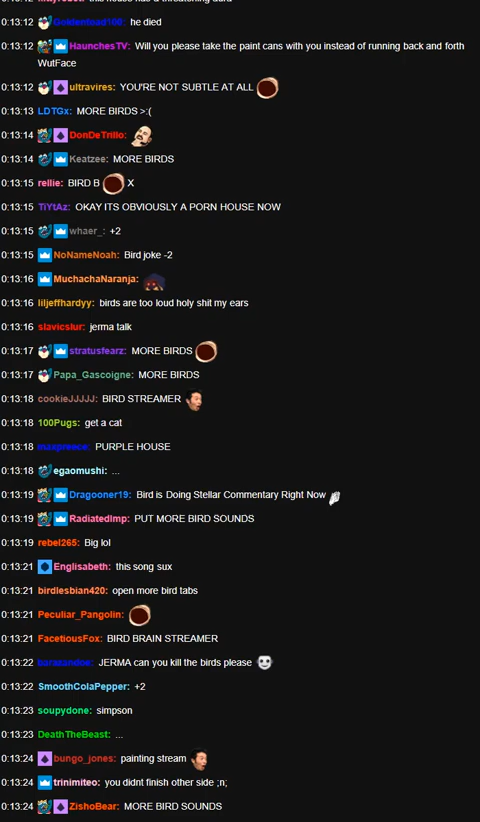 this house has a threatening aura
0:13:12 Goldentoad100: he died
0:13:12 HaunchesTV: Will you please take the paint cans with you instead of running back and forth
WutFace
0:13:12 ultravires: YOU'RE NOT SUBTLE AT ALL
0:13:13 LDTGx: MORE BIRDS >:(
0:13:14 DonDeTrillo:
0:13:14 Keatzee: MORE BIRDS
0:13:15 rellie: BIRD B X
0:13:15 TiYtAz: OKAY ITS OBVIOUSLY A PORN HOUSE NOW
0:13:15 whaer_: +2
0:13:15 NoNameNoah: Bird joke -2
0:13:16 MuchachaNaranja:
0:13:16 liljeffhardyy: birds are too loud holy shit my ears
0:13:16 slavicslur: jerma talk
0:13:17 stratusfearz: MORE BIRDS
0:13:17 Papa_Gascoigne: MORE BIRDS
0:13:18 cookieJJJJJ: BIRD STREAMER
0:13:18 100Pugs: get a cat
0:13:18 PURPLE HOUSE
0:13:18 egaomushi: ...
0:13:19 Dragooner19: Bird is Doing Stellar Commentary Right Now
0:13:19 RadiatedImp: PUT MORE BIRD SOUNDS
0:13:19 rebel265: Big lol
0:13:21 Englisabeth: this song sux
0:13:21 birdlesbian420: open more bird tabs
0:13:21 Peculiar_Pangolin:
0:13:21 FacetiousFox: BIRD BRAIN STREAMER
0:13:22 JERMA can you kill the birds please
0:13:22 SmoothColaPepper: +2
0:13:23 soupydone: simpson
0:13:23 DeathTheBeast: ...
0:13:24 bungo_jones: painting stream
0:13:24 trinimiteo: you didnt finish other side ;n;
0:13:24 ZishoBear: MORE BIRD SOUNDS